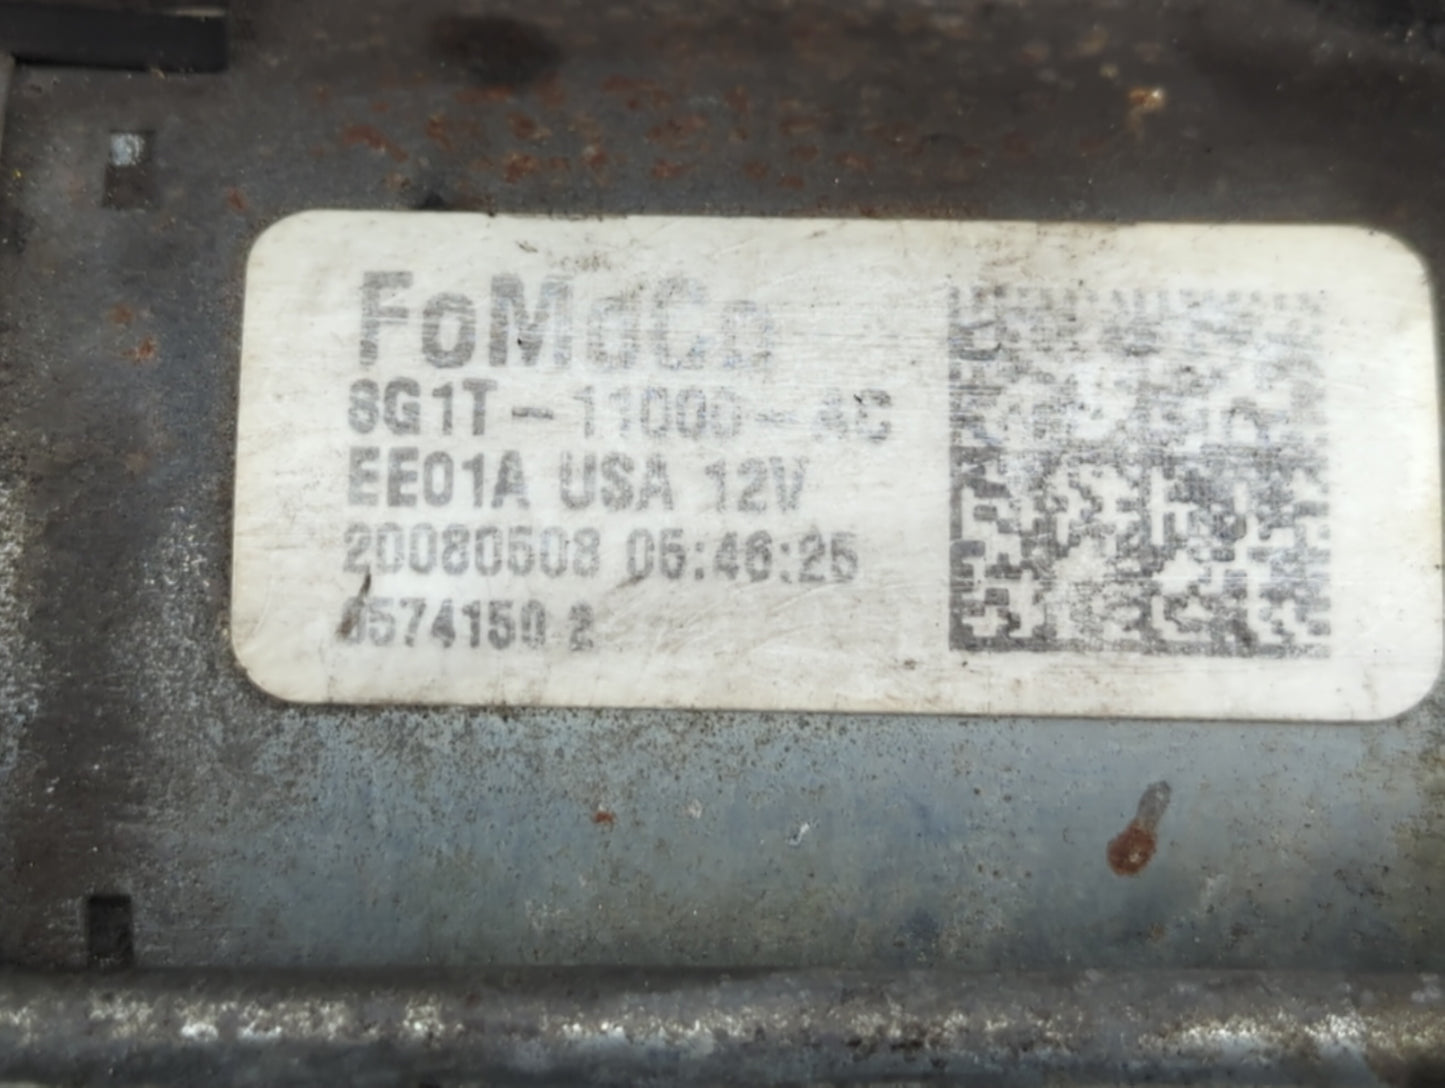 FoMoCo
8G1T-11000-AC
EE01A USA 12V
20080508 05:46:25
0574150 2